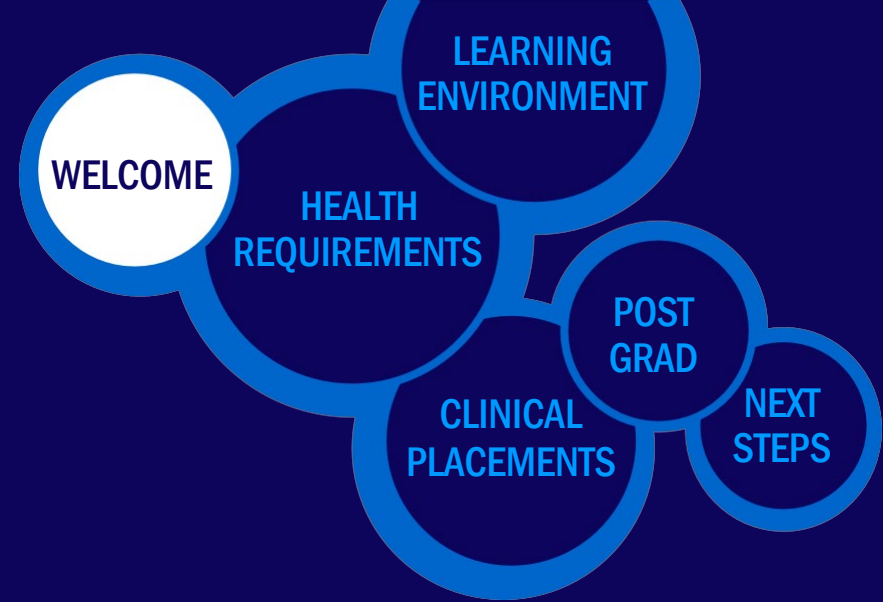 WELCOME
HEALTH
REQUIREMENTS
LEARNING
ENVIRONMENT
CLINICAL
PLACEMENTS
POST
GRAD
NEXT
STEPS